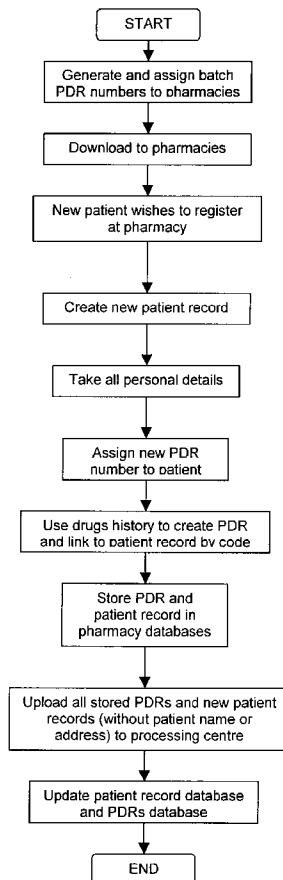 START
Generate and assign batch
PDR numbers to pharmacies
Download to pharmacies
New patient wishes to register
at pharmacy
Create new patient record
Take all personal details
Assign new PDR
number to patient
Use drugs history to create PDR
and link to patient record by code
Store PDR and
patient record in
pharmacy databases
Upload all stored PDRs and new patient
records (without patient name or
address) to processing centre
Update patient record database
and PDRs database
END